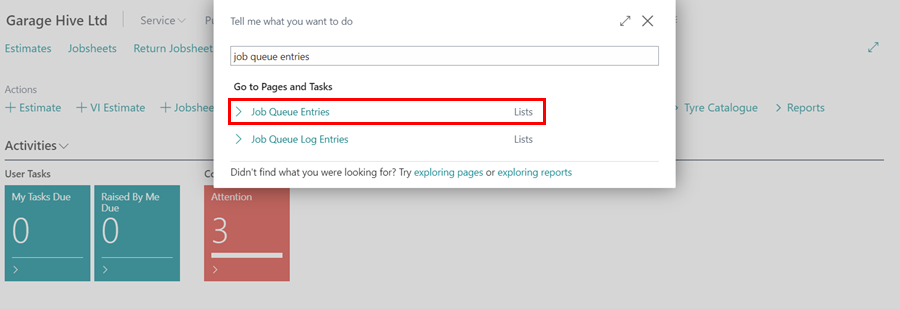 Garage Hive Ltd
Service
Pu
Tell me what you want to do
Estimates
Jobsheets
Return Jobsheet
job queue entries
Go to Pages and Tasks
Actions
Estimate
VI Estimate
Jobshe
Job Queue Entries
Lists
Tyre Catalogue
Reports
Job Queue Log Entries
Lists
Activities
Didn't find what you were looking for? Try exploring pages or exploring reports
User Tasks
Co
My Tasks Due
0
Raised By Me Due
0
Attention
3